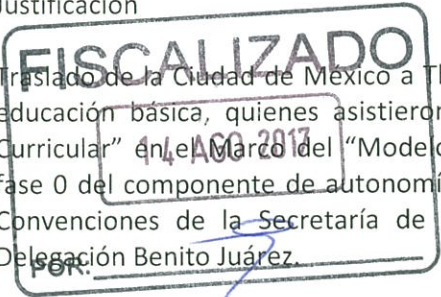 Justificación
FISCALIZADO
Traslado de la Ciudad de México a
educación básica, quienes asistieron
14 AGO 2017
Curricular" en el Marco del "Modelo
fase 0 del componente de autonomí
Convenciones de la Secretaría de
Delegación Benito Juárez.
POR: